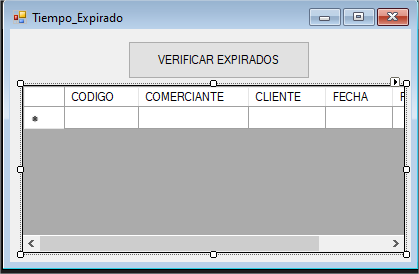 Tiempo_Expirado
VERIFICAR EXPIRADOS
CODIGO COMERCIANTE CLIENTE FECHA